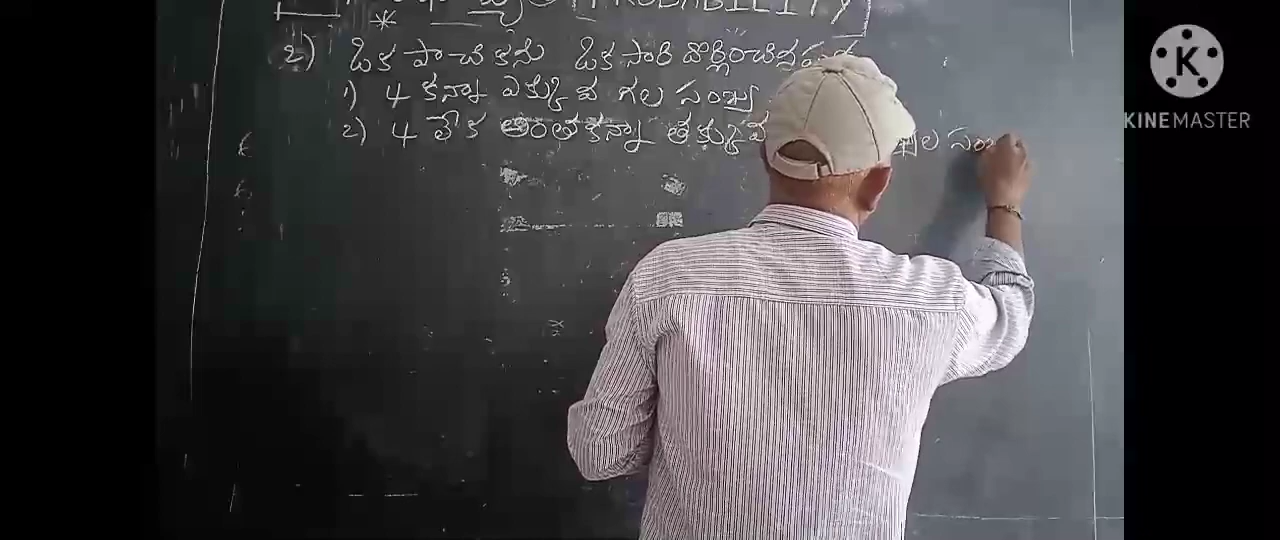 PROBABILITY
*
2) ఒక పాచికను ఒకసారి దొర్లించినప్పుడు
1) 4 కన్నా ఎక్కువ గల సంఖ్య
2) 4 లేక అంతకన్నా తక్కువ
K
KINEMASTER